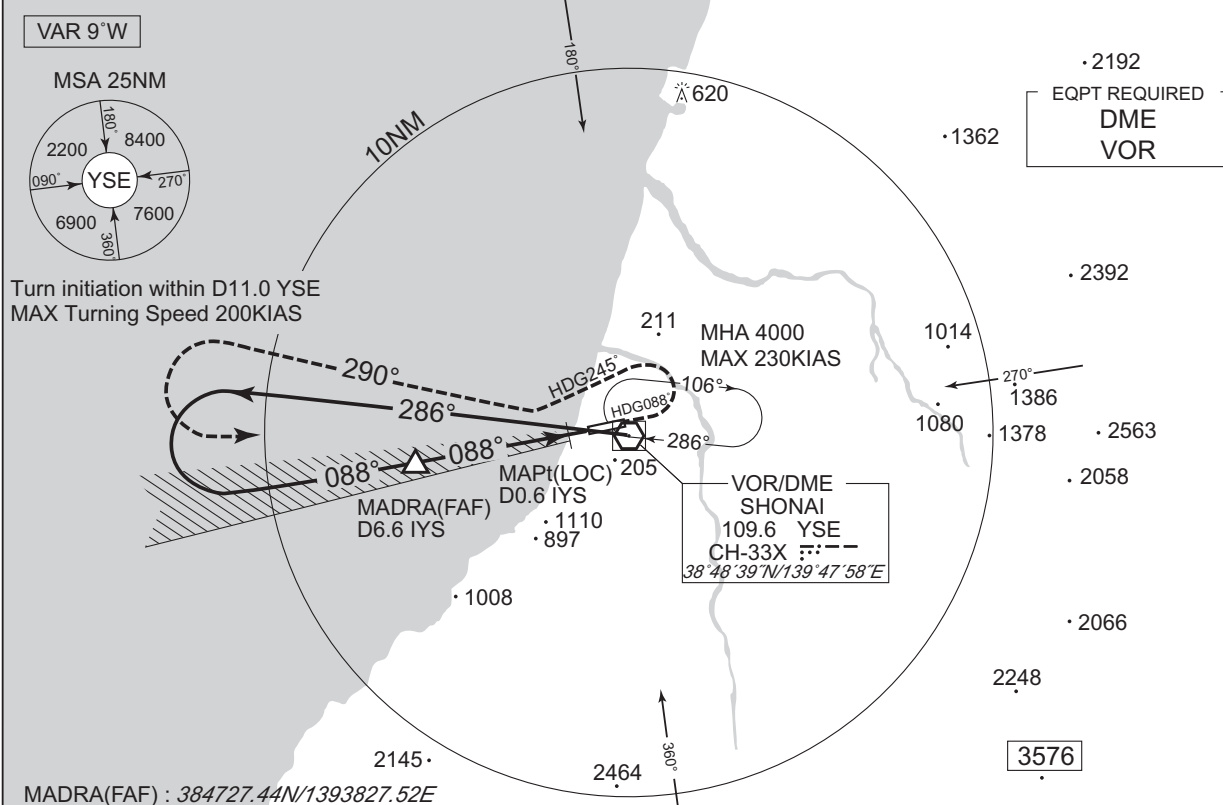 VAR 9°W
MSA 25NM
180°
2200
8400
090°
YSE
270°
6900
7600
360°
Turn initiation within D11.0 YSE
MAX Turning Speed 200KIAS
180°
10NM
620
2192
EQPT REQUIRED
DME
VOR
1362
2392
211
MHA 4000
MAX 230KIAS
1014
270°
1386
1080
1378
2563
2058
290°
HDG245°
106°
286°
HDG088°
286°
088°
088°
205
MAPt(LOC)
D0.6 IYS
MADRA(FAF)
D6.6 IYS
1110
897
VOR/DME
SHONAI
109.6 YSE
CH-33X
38°48′39″N/139°47′58″E
1008
2066
2248
2145
2464
360°
3576
MADRA(FAF) : 384727.44N/1393827.52E